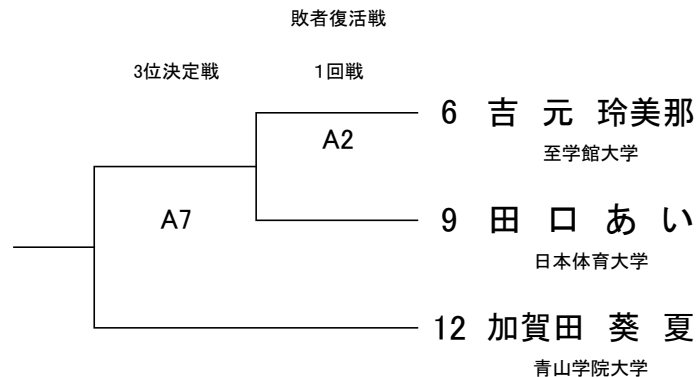 敗者復活戦
3位決定戦 1回戦
6 吉 元 玲美那
A2
至学館大学
A7
9 田 口 あ い
日本体育大学
12 加賀田 葵 夏
青山学院大学